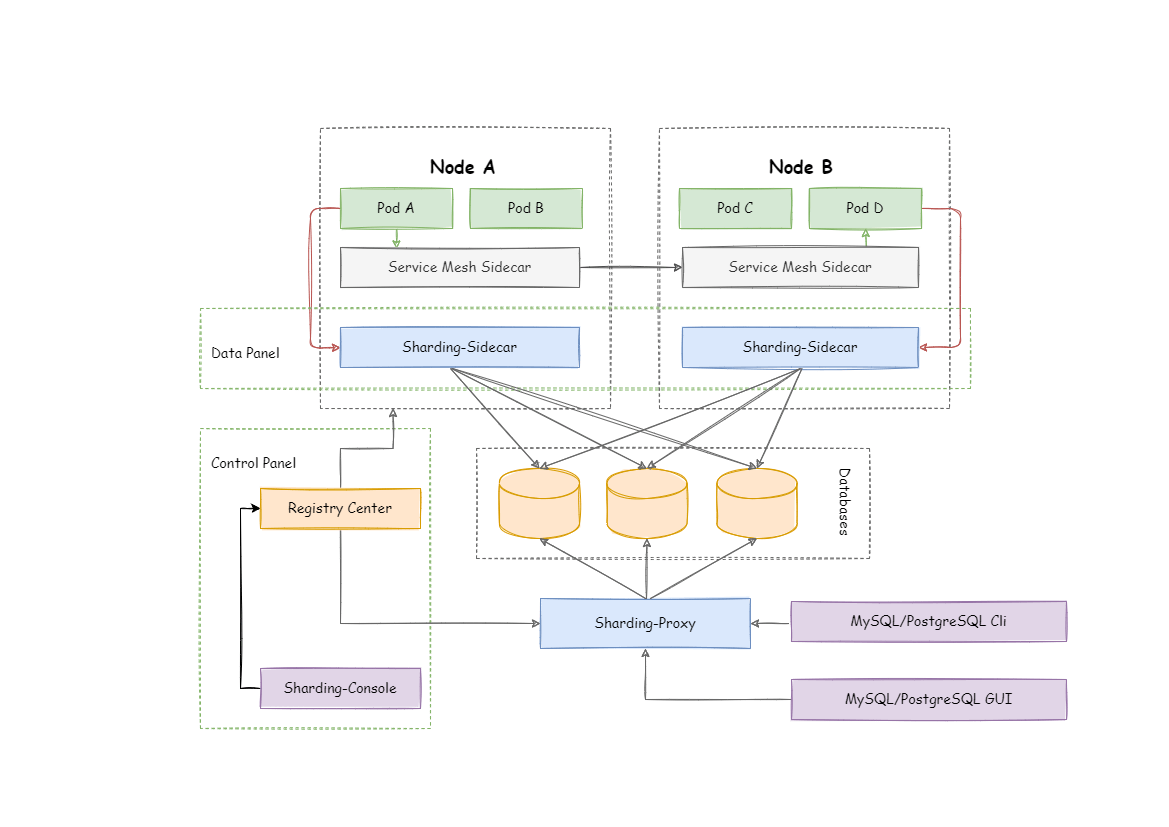 Node A
Node B
Pod A
Pod B
Pod C
Pod D
Service Mesh Sidecar
Service Mesh Sidecar
Data Panel
Sharding-Sidecar
Sharding-Sidecar
Control Panel
Registry Center
Databases
Sharding-Proxy
MySQL/PostgreSQL Cli
Sharding-Console
MySQL/PostgreSQL GUI